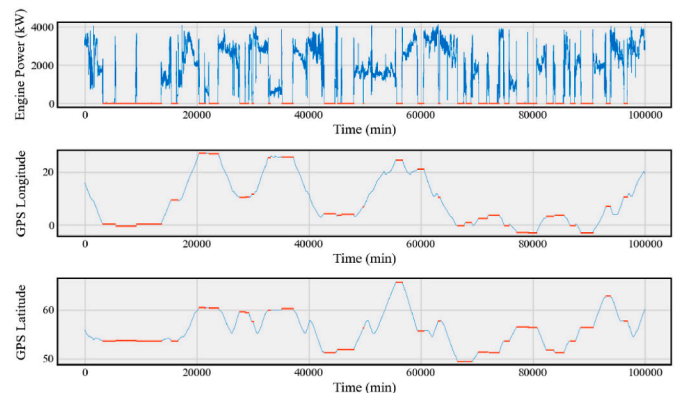 Engine Power (kW)
4000
2000
0
0 20000 40000 60000 80000 100000
Time (min)
GPS Longitude
20
0
0 20000 40000 60000 80000 100000
Time (min)
GPS Latitude
60
50
0 20000 40000 60000 80000 100000
Time (min)